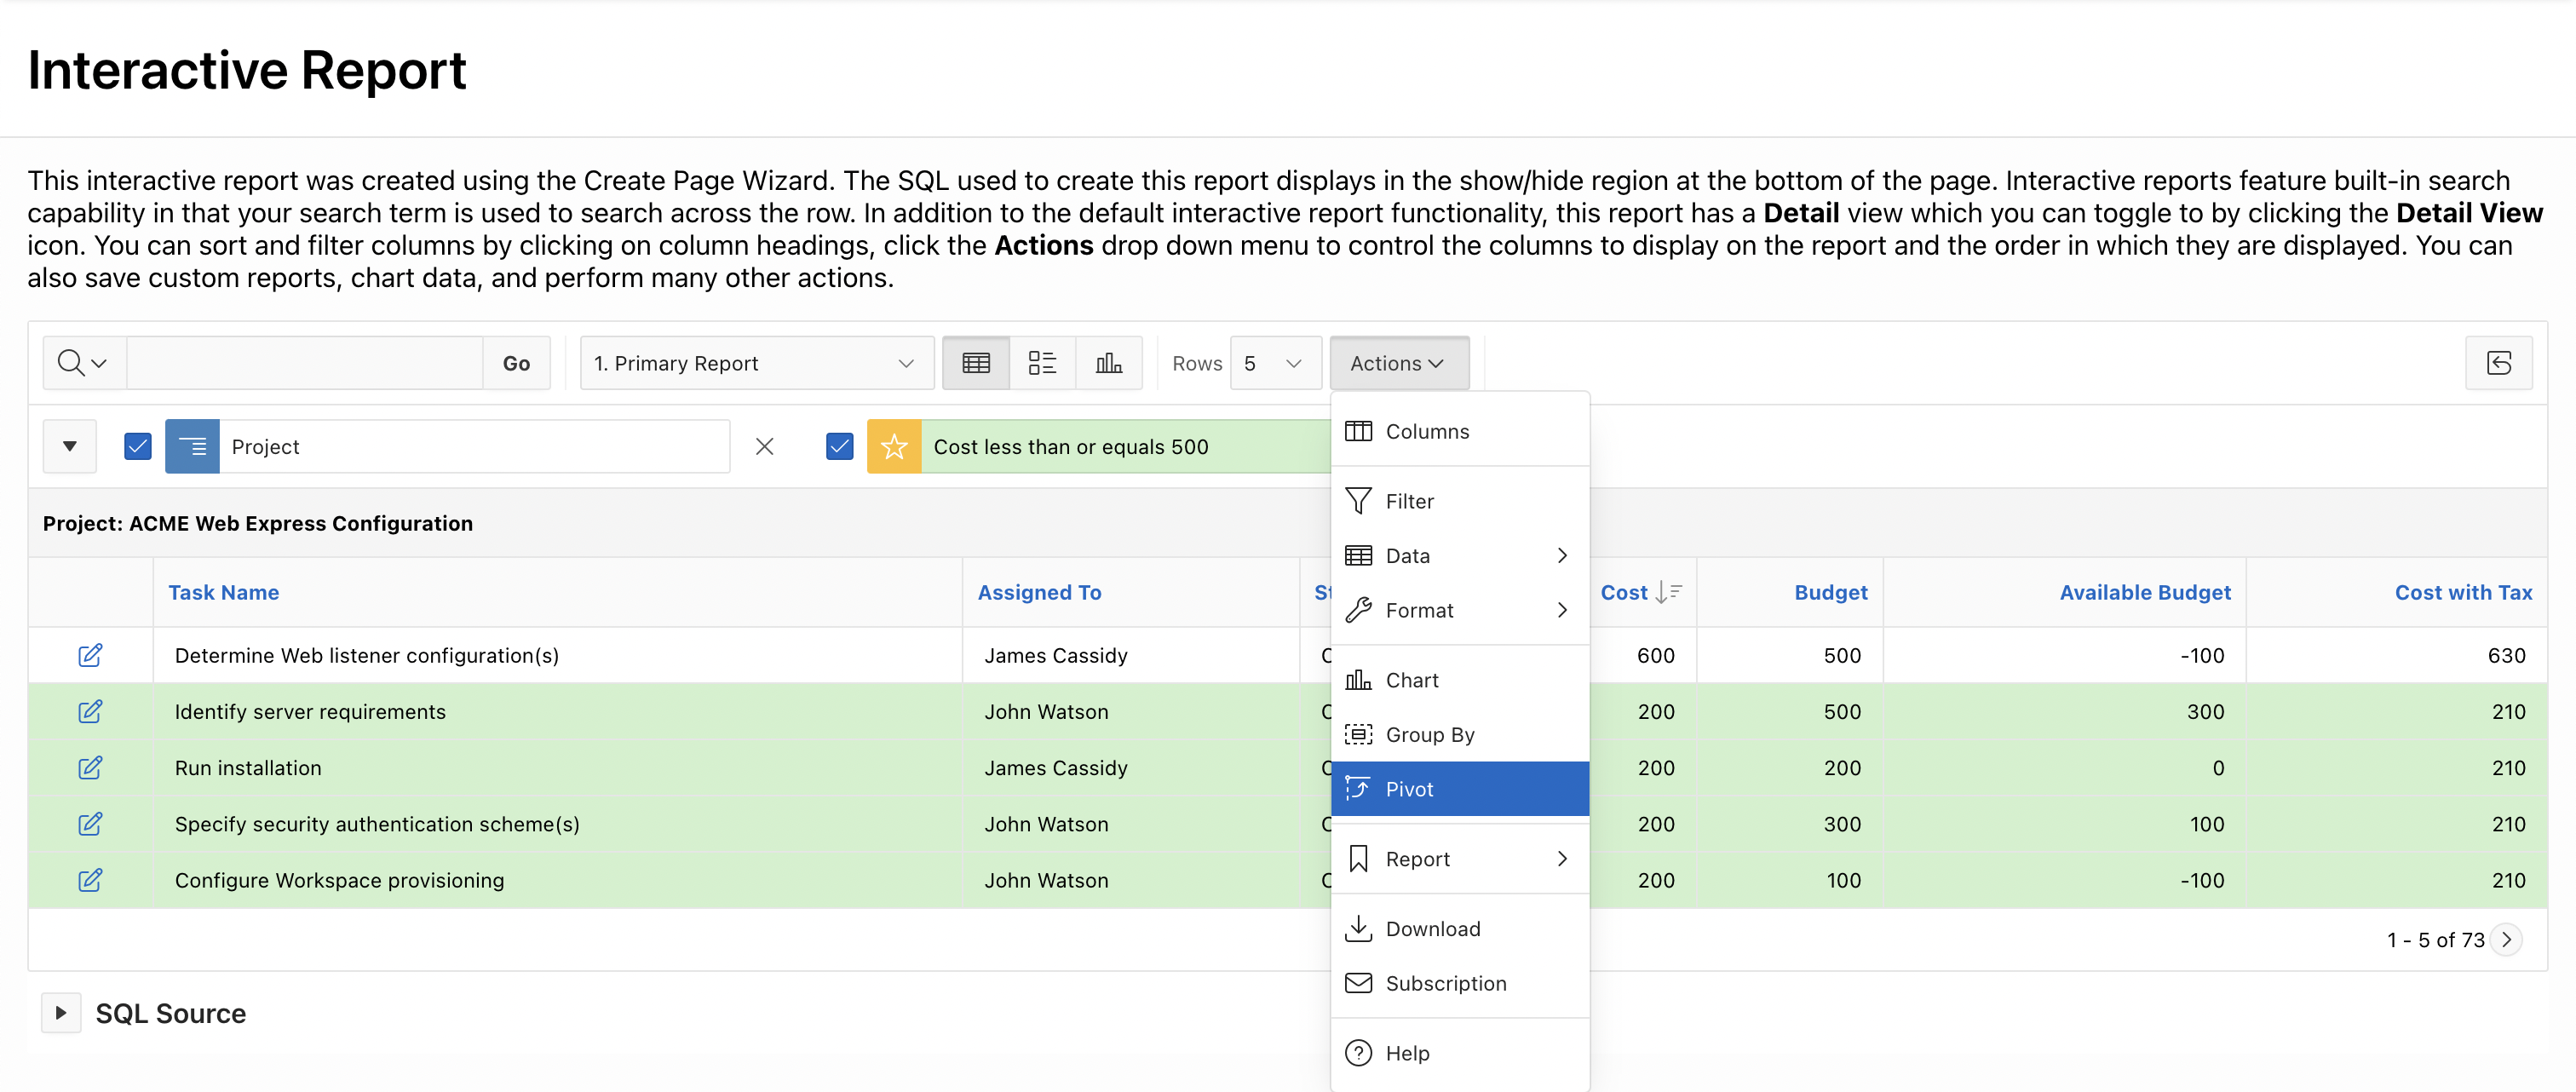 Interactive Report
This interactive report was created using the Create Page Wizard. The SQL used to create this report displays in the show/hide region at the bottom of the page. Interactive reports feature built-in search
capability in that your search term is used to search across the row. In addition to the default interactive report functionality, this report has a Detail view which you can toggle to by clicking the Detail View
icon. You can sort and filter columns by clicking on column headings, click the Actions drop down menu to control the columns to display on the report and the order in which they are displayed. You can
also save custom reports, chart data, and perform many other actions.
Go 1. Primary Report Rows 5 Actions
Project Cost less than or equals 500
Project: ACME Web Express Configuration
Task Name Assigned To Cost Budget Available Budget Cost with Tax
Determine Web listener configuration(s) James Cassidy 600 500 -100 630
Identify server requirements John Watson 200 500 300 210
Run installation James Cassidy 200 200 0 210
Specify security authentication scheme(s) John Watson 200 300 100 210
Configure Workspace provisioning John Watson 200 100 -100 210
1 - 5 of 73
SQL Source
Columns
Filter
Data
Format
Chart
Group By
Pivot
Report
Download
Subscription
Help